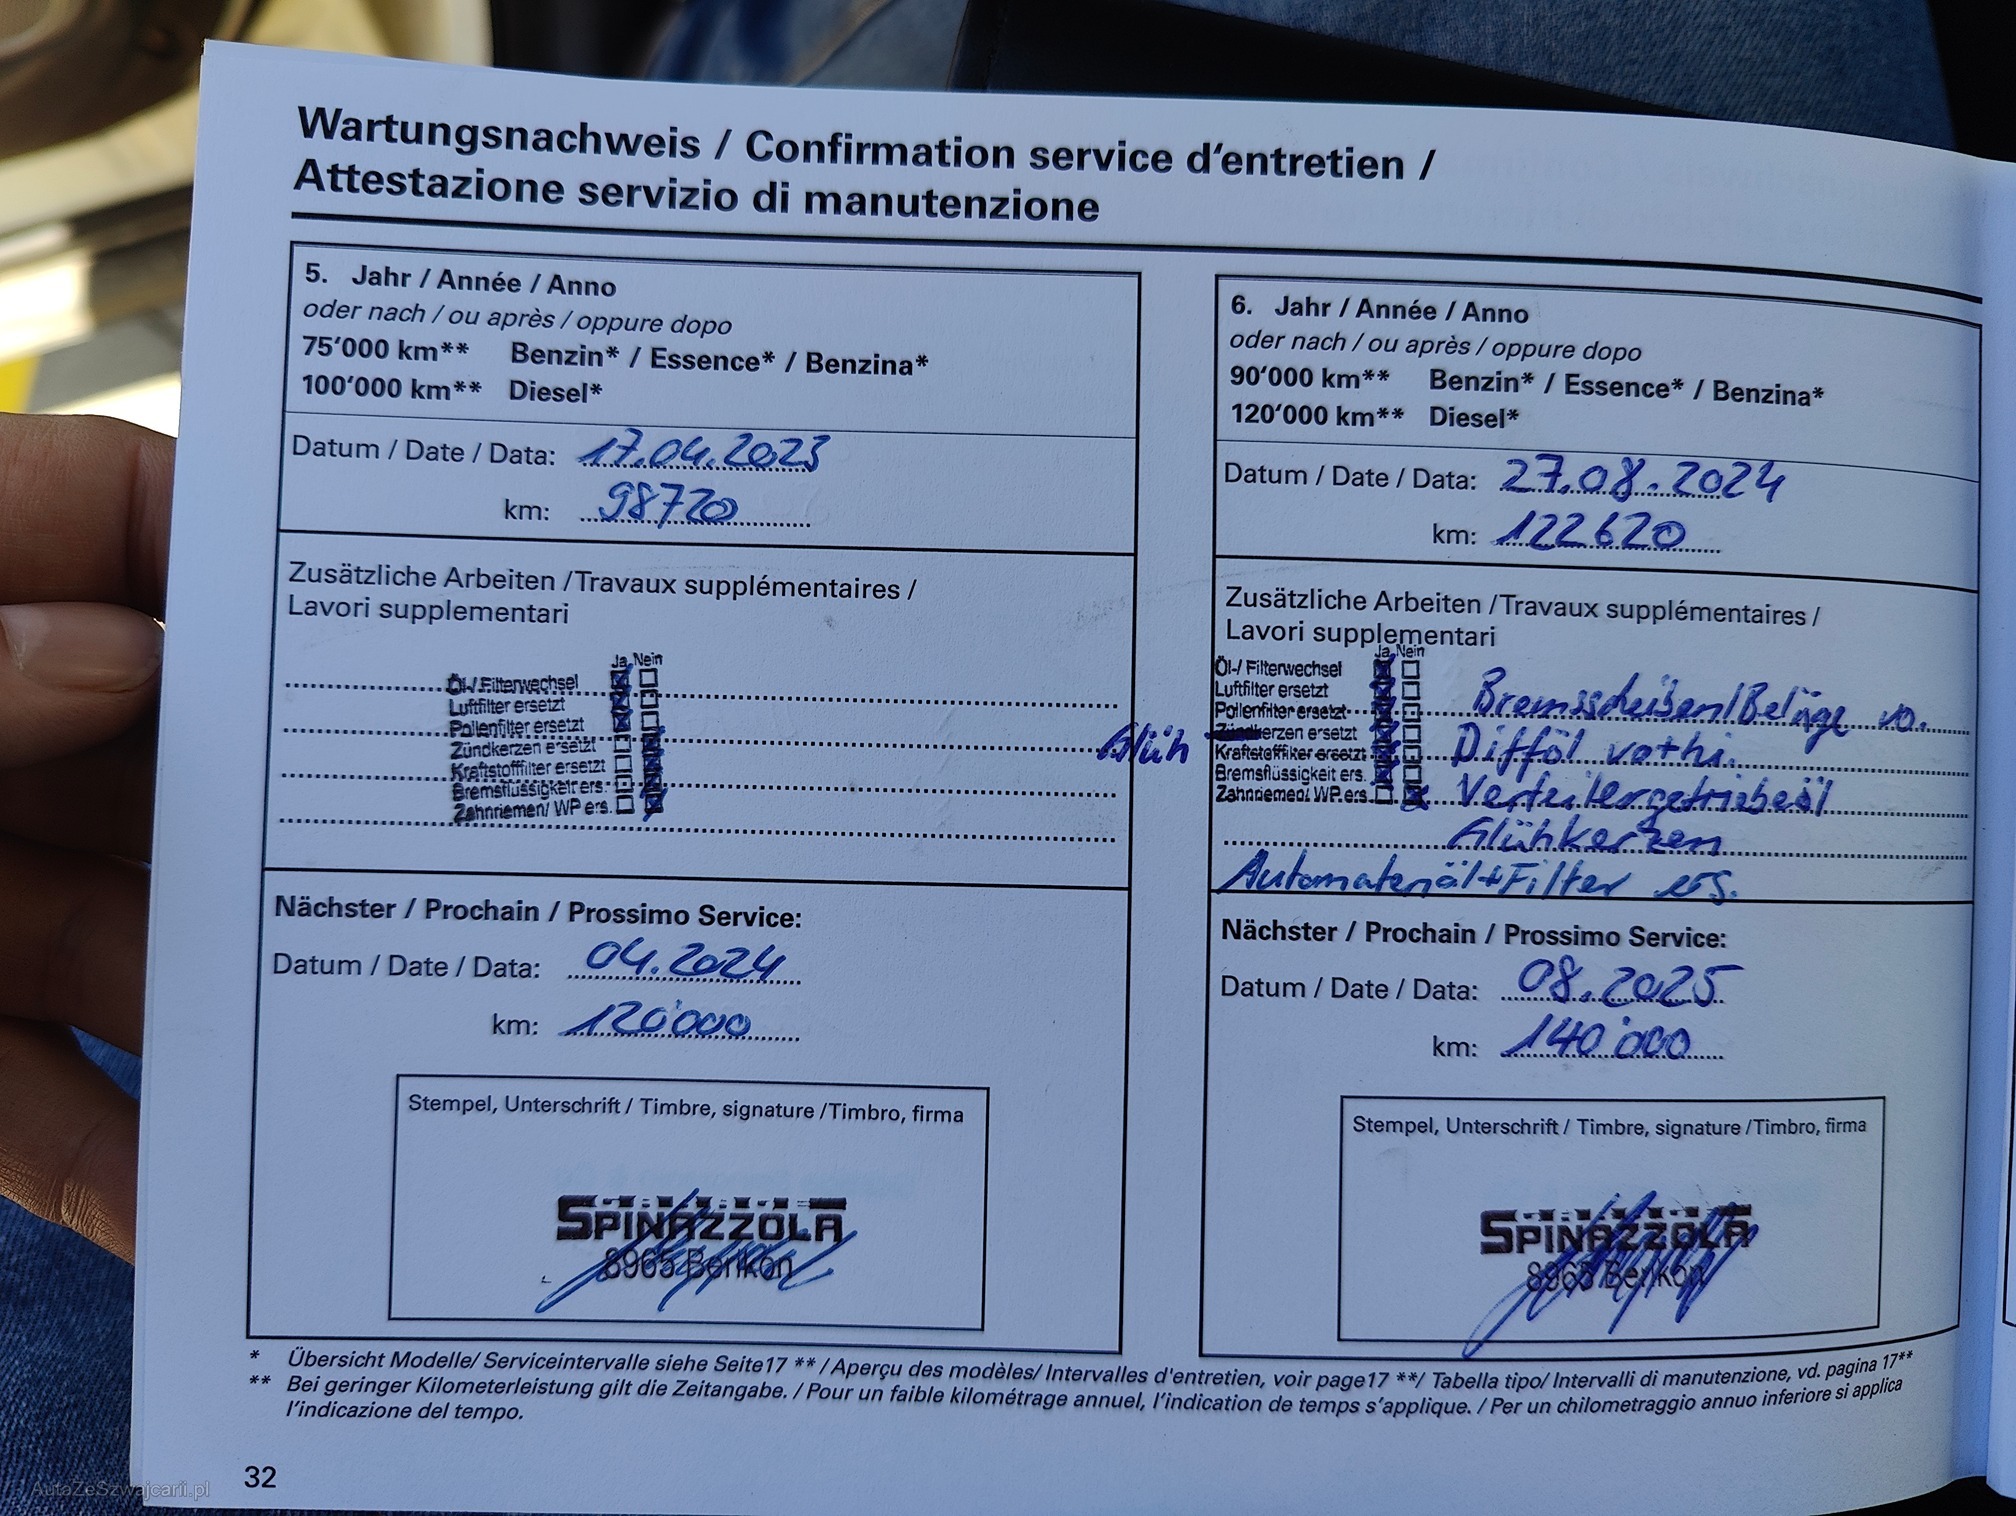 Wartungsnachweis / Confirmation service d‘entretien /
Attestazione servizio di manutenzione
5. Jahr / Année / Anno
oder nach / ou après / oppure dopo
75‘000 km** Benzin* / Essence* / Benzina*
100‘000 km** Diesel*
Datum / Date / Data: 17.04.2023
km: 98720
Zusätzliche Arbeiten /Travaux supplémentaires /
Lavori supplementari
Ja Nein
Öl-/ Filterwechsel
Luftfilter ersetzt
Pollenfilter ersetzt
Zündkerzen ersetzt
Kraftstofffilter ersetzt
Bremsflüssigkeit ers.
Zahnriemen/ WP ers.
Nächster / Prochain / Prossimo Service:
Datum / Date / Data: 04.2024
km: 120'000
Stempel, Unterschrift / Timbre, signature /Timbro, firma
SPINAZZOLA
8965 Berikon
6. Jahr / Année / Anno
oder nach / ou après / oppure dopo
90‘000 km** Benzin* / Essence* / Benzina*
120‘000 km** Diesel*
Datum / Date / Data: 27.08.2024
km: 122620
Zusätzliche Arbeiten /Travaux supplémentaires /
Lavori supplementari
Ja Nein
Öl-/ Filterwechsel
Luftfilter ersetzt Bremsscheiben/Beläge vo.
Pollenfilter ersetzt
Glüh Zündkerzen ersetzt Difföl vo+hi.
Kraftstofffilter ersetzt
Bremsflüssigkeit ers.
Zahnriemen/ WP ers. Verteilergetriebeöl
Glühkerzen
Automatenöl+Filter ers.
Nächster / Prochain / Prossimo Service:
Datum / Date / Data: 08.2025
km: 140'000
Stempel, Unterschrift / Timbre, signature /Timbro, firma
SPINAZZOLA
8965 Berikon
* Übersicht Modelle/ Serviceintervalle siehe Seite17 ** / Aperçu des modèles/ Intervalles d'entretien, voir page17 **/ Tabella tipo/ Intervalli di manutenzione, vd. pagina 17**
** Bei geringer Kilometerleistung gilt die Zeitangabe. / Pour un faible kilométrage annuel, l’indication de temps s’applique. / Per un chilometraggio annuo inferiore si applica
l’indicazione del tempo.
32
AutaZeSzwajcarii.pl